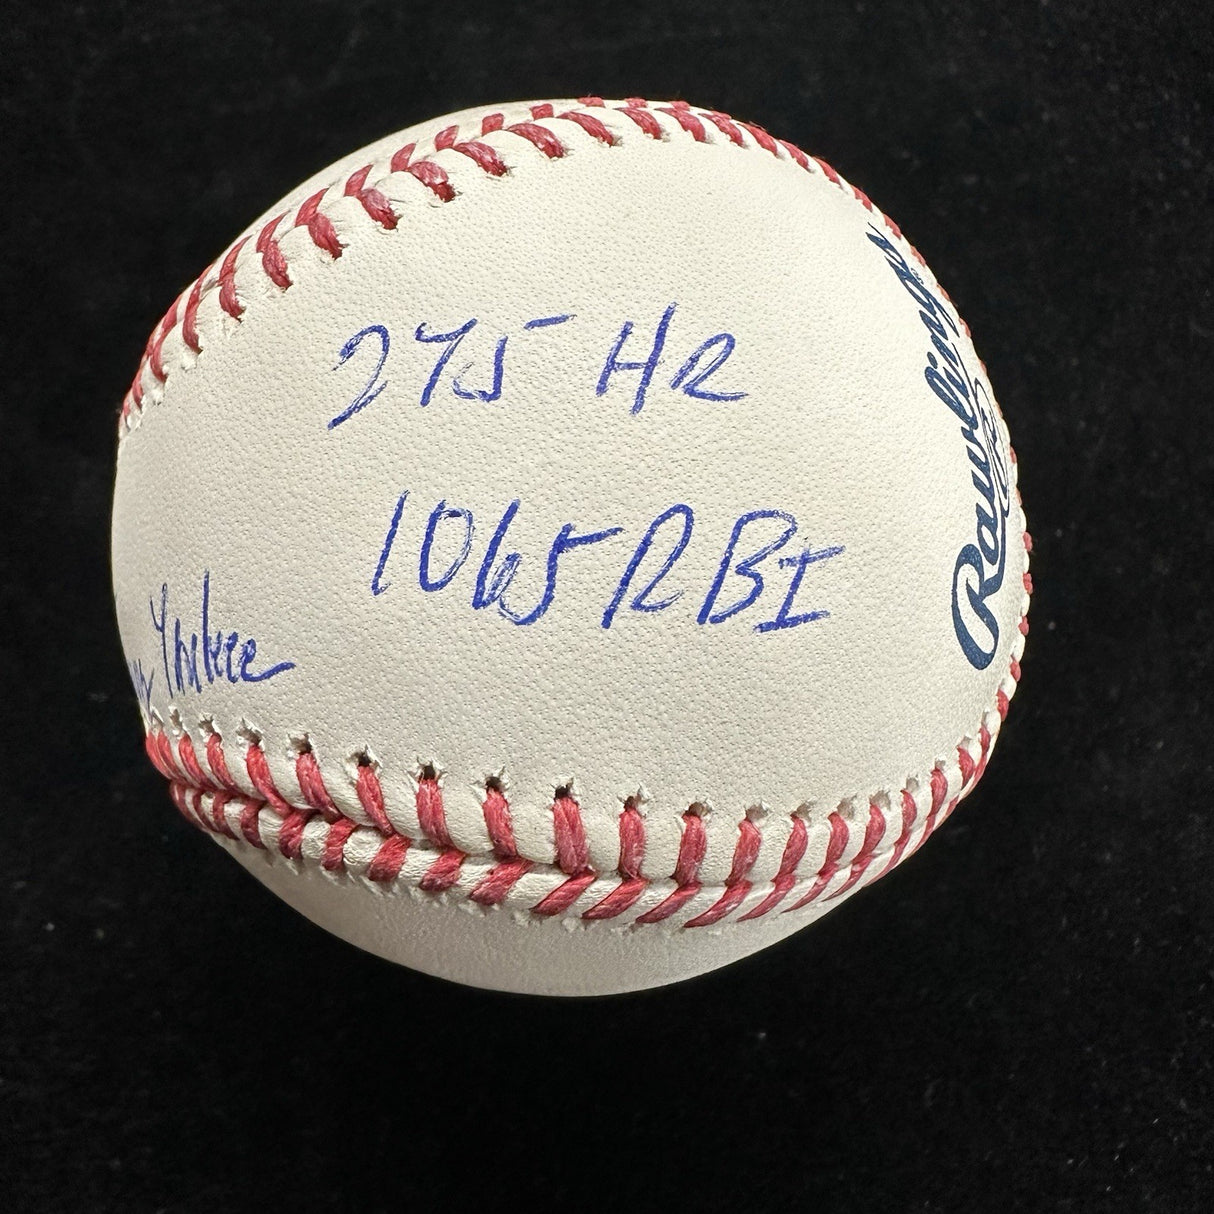 275 HR
1065 RBI
Yankee
Rawlings